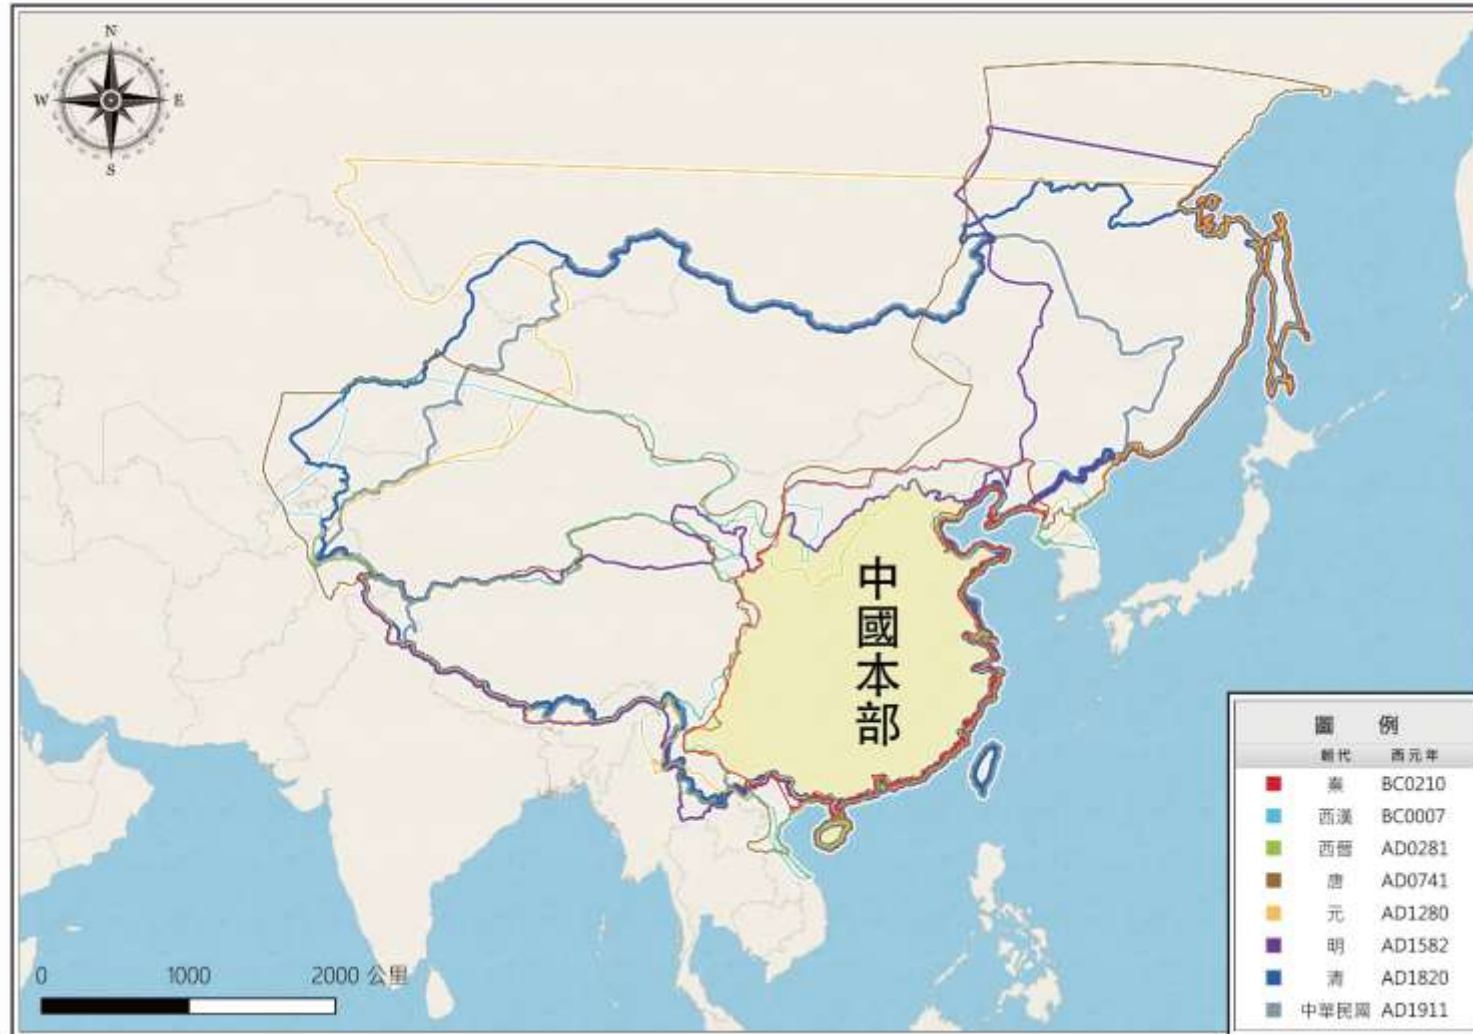 N
W
E
S
中國本部
0 1000 2000 公里
圖 例
朝代 西元年
秦 BC0210
西漢 BC0007
西晉 AD0281
唐 AD0741
元 AD1280
明 AD1582
清 AD1820
中華民國 AD1911